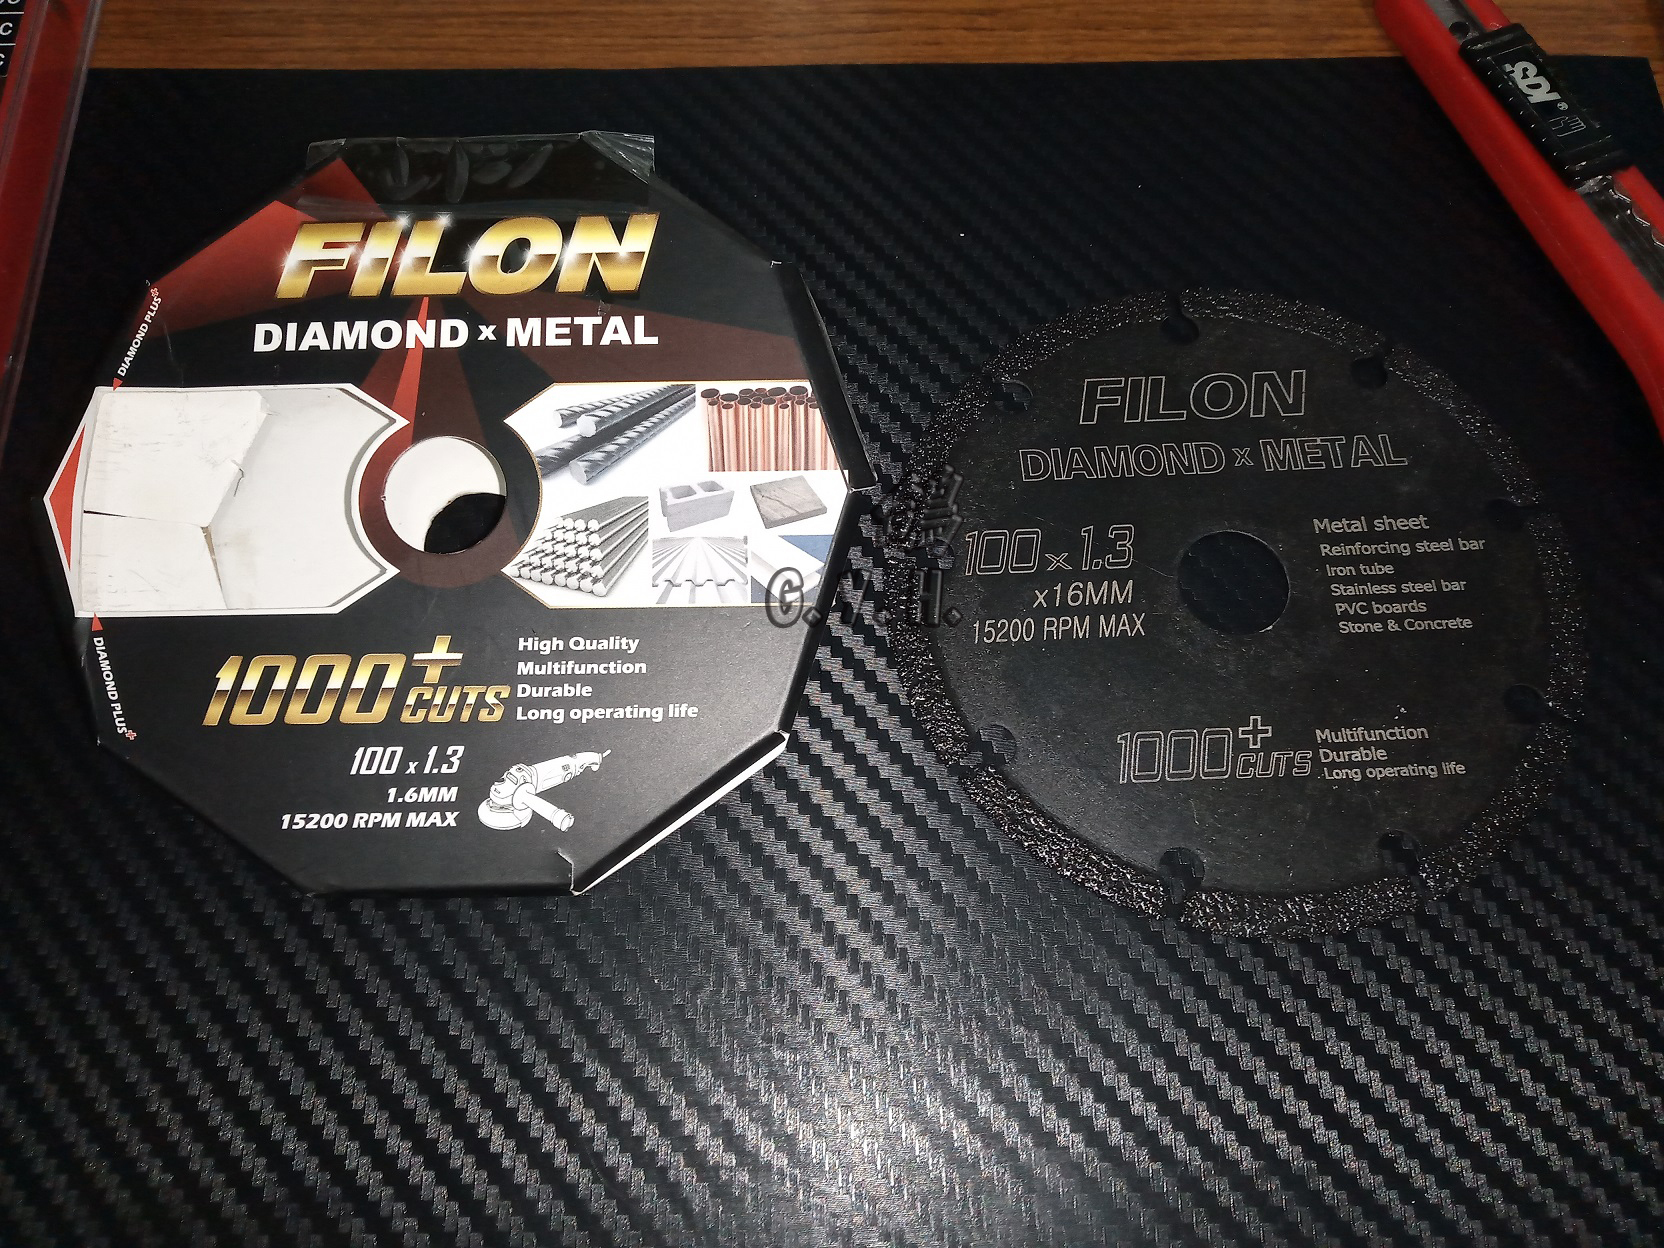 FILON
DIAMOND x METAL
DIAMOND PLUS+
DIAMOND PLUS+
1000+ CUTS
High Quality
Multifunction
Durable
Long operating life
100 x 1.3
1.6MM
15200 RPM MAX
FILON
DIAMOND x METAL
100 x 1.3
x16MM
15200 RPM MAX
Metal sheet
Reinforcing steel bar
Iron tube
Stainless steel bar
PVC boards
Stone & Concrete
1000+ CUTS
Multifunction
Durable
Long operating life
SDI®
G.Y.H.